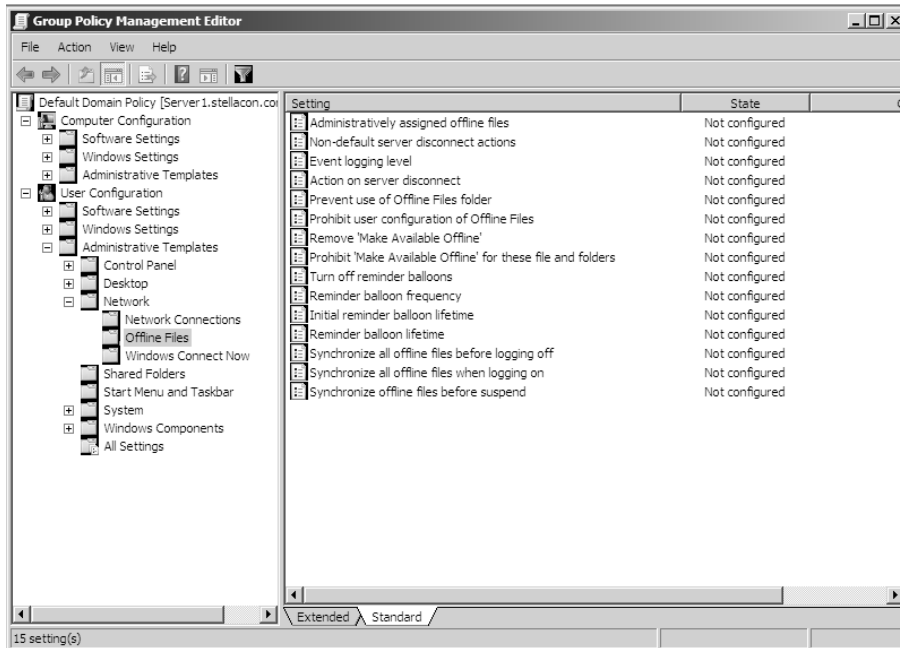 Group Policy Management Editor
File Action View Help
Default Domain Policy [Server1.stellacon.co
Computer Configuration
Software Settings
Windows Settings
Administrative Templates
User Configuration
Software Settings
Windows Settings
Administrative Templates
Control Panel
Desktop
Network
Network Connections
Offline Files
Windows Connect Now
Shared Folders
Start Menu and Taskbar
System
Windows Components
All Settings
Setting State
Administratively assigned offline files Not configured
Non-default server disconnect actions Not configured
Event logging level Not configured
Action on server disconnect Not configured
Prevent use of Offline Files folder Not configured
Prohibit user configuration of Offline Files Not configured
Remove 'Make Available Offline' Not configured
Prohibit 'Make Available Offline' for these file and folders Not configured
Turn off reminder balloons Not configured
Reminder balloon frequency Not configured
Initial reminder balloon lifetime Not configured
Reminder balloon lifetime Not configured
Synchronize all offline files before logging off Not configured
Synchronize all offline files when logging on Not configured
Synchronize offline files before suspend Not configured
Extended Standard
15 setting(s)